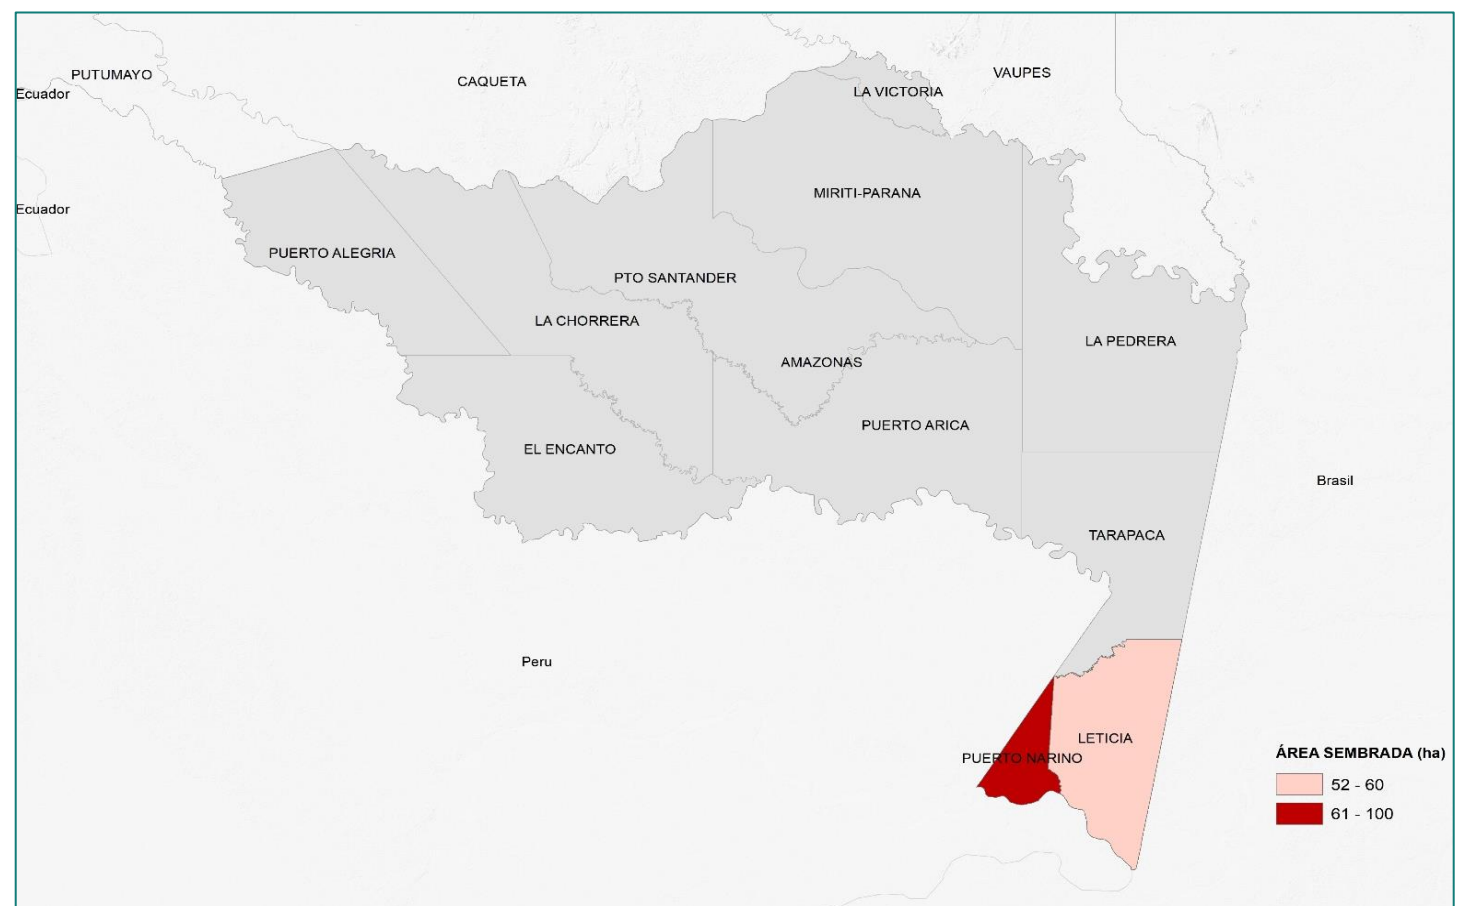 PUTUMAYO
CAQUETA
VAUPES
Ecuador
LA VICTORIA
MIRITI-PARANA
Ecuador
PUERTO ALEGRIA
PTO SANTANDER
LA CHORRERA
LA PEDRERA
AMAZONAS
PUERTO ARICA
EL ENCANTO
Brasil
TARAPACA
Peru
LETICIA
PUERTO NARINO
ÁREA SEMBRADA (ha)
52 - 60
61 - 100